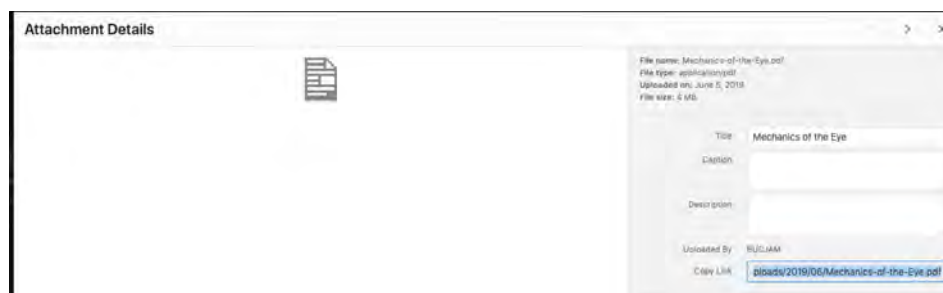 Attachment Details
File name: Mechanics-of-the-Eye.pdf
File type: application/pdf
Uploaded on: June 5, 2019
File size: 4 MB
Title Mechanics of the Eye
Caption
Description
Uploaded By
Copy Link ploads/2019/06/Mechanics-of-the-Eye.pdf